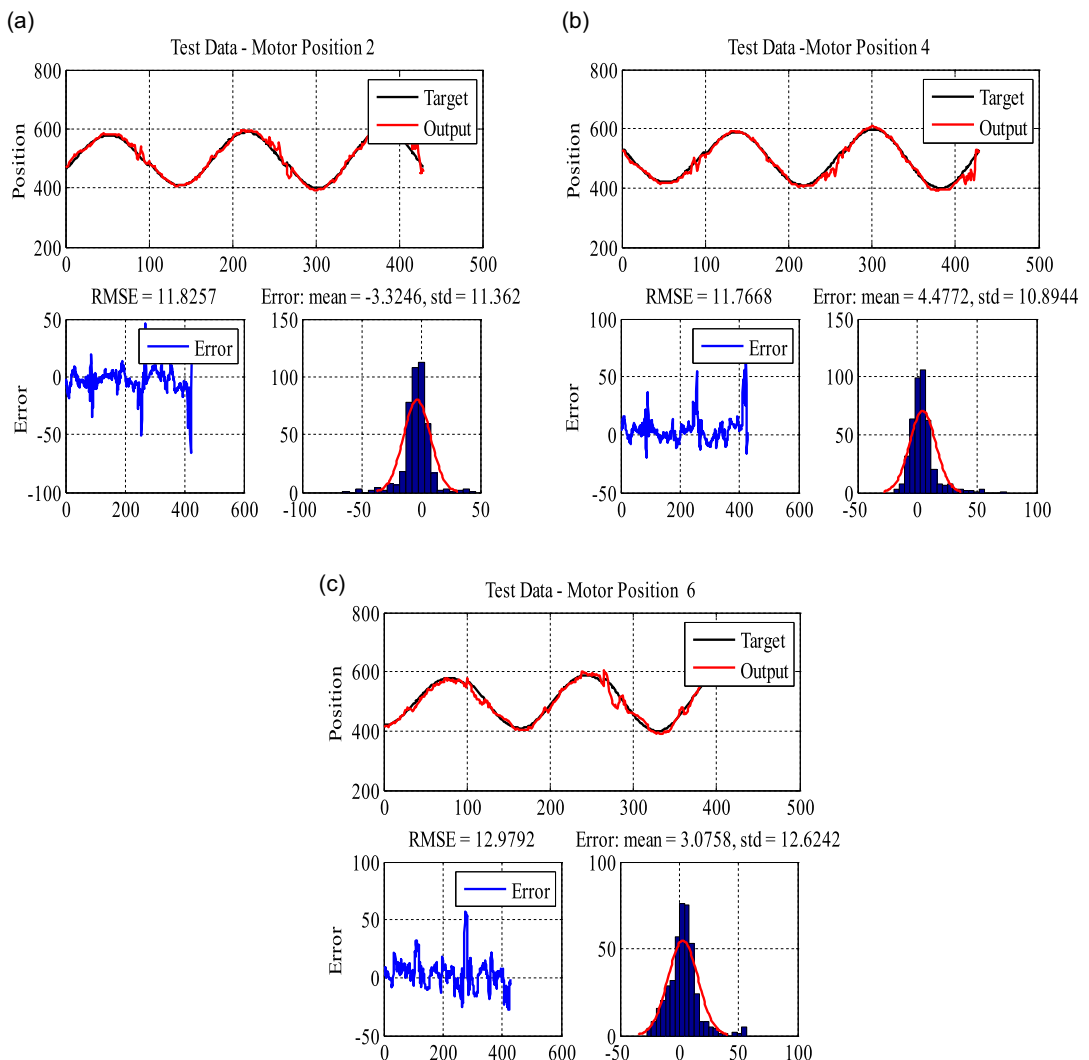 (a)
Test Data - Motor Position 2
800
600
400
200
Position
Target
Output
0 100 200 300 400 500
RMSE = 11.8257
50
0
-50
-100
Error
Error
0 200 400 600
Error: mean = -3.3246, std = 11.362
150
100
50
0
-100 -50 0 50
(b)
Test Data -Motor Position 4
800
600
400
200
Position
Target
Output
0 100 200 300 400 500
RMSE = 11.7668
100
50
0
-50
Error
Error
0 200 400 600
Error: mean = 4.4772, std = 10.8944
150
100
50
0
-50 0 50 100
(c)
Test Data - Motor Position 6
800
600
400
200
Position
Target
Output
0 100 200 300 400 500
RMSE = 12.9792
100
50
0
-50
Error
Error
0 200 400 600
Error: mean = 3.0758, std = 12.6242
100
50
0
-50 0 50 100